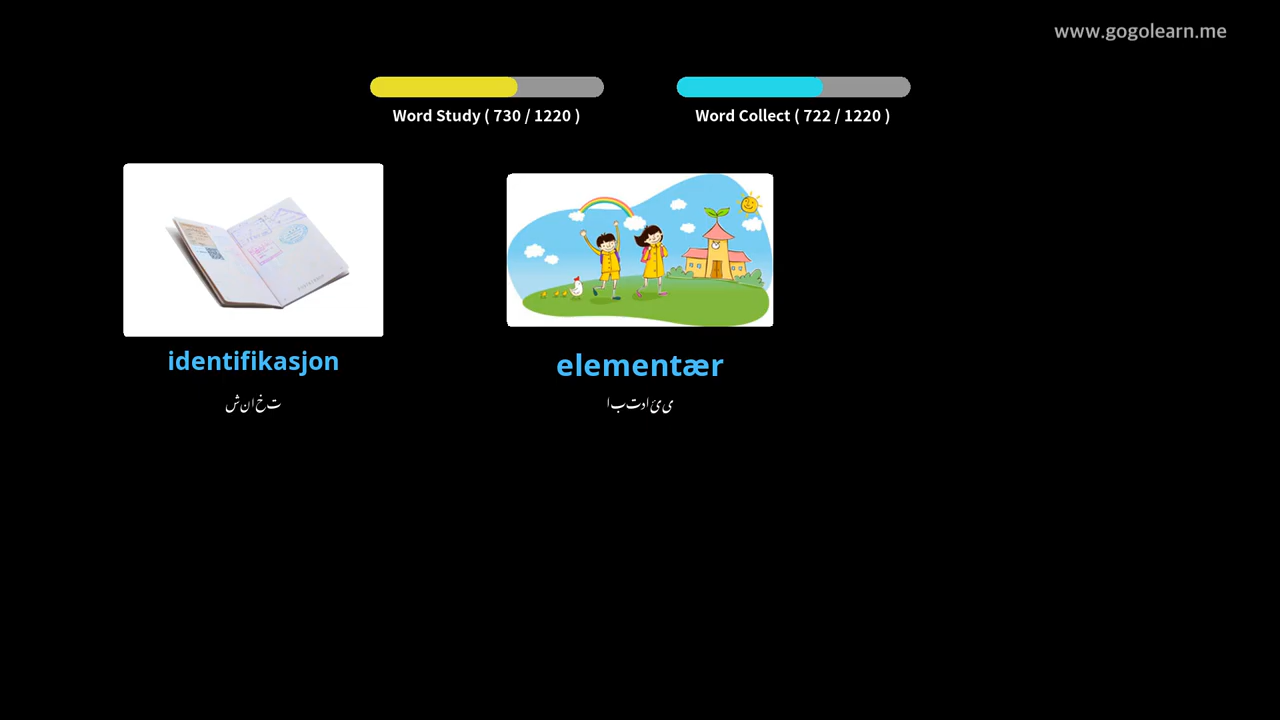 www.gogolearn.me
Word Study ( 730 / 1220 )
Word Collect ( 722 / 1220 )
identifikasjon
شناخت
elementær
ابتدائی